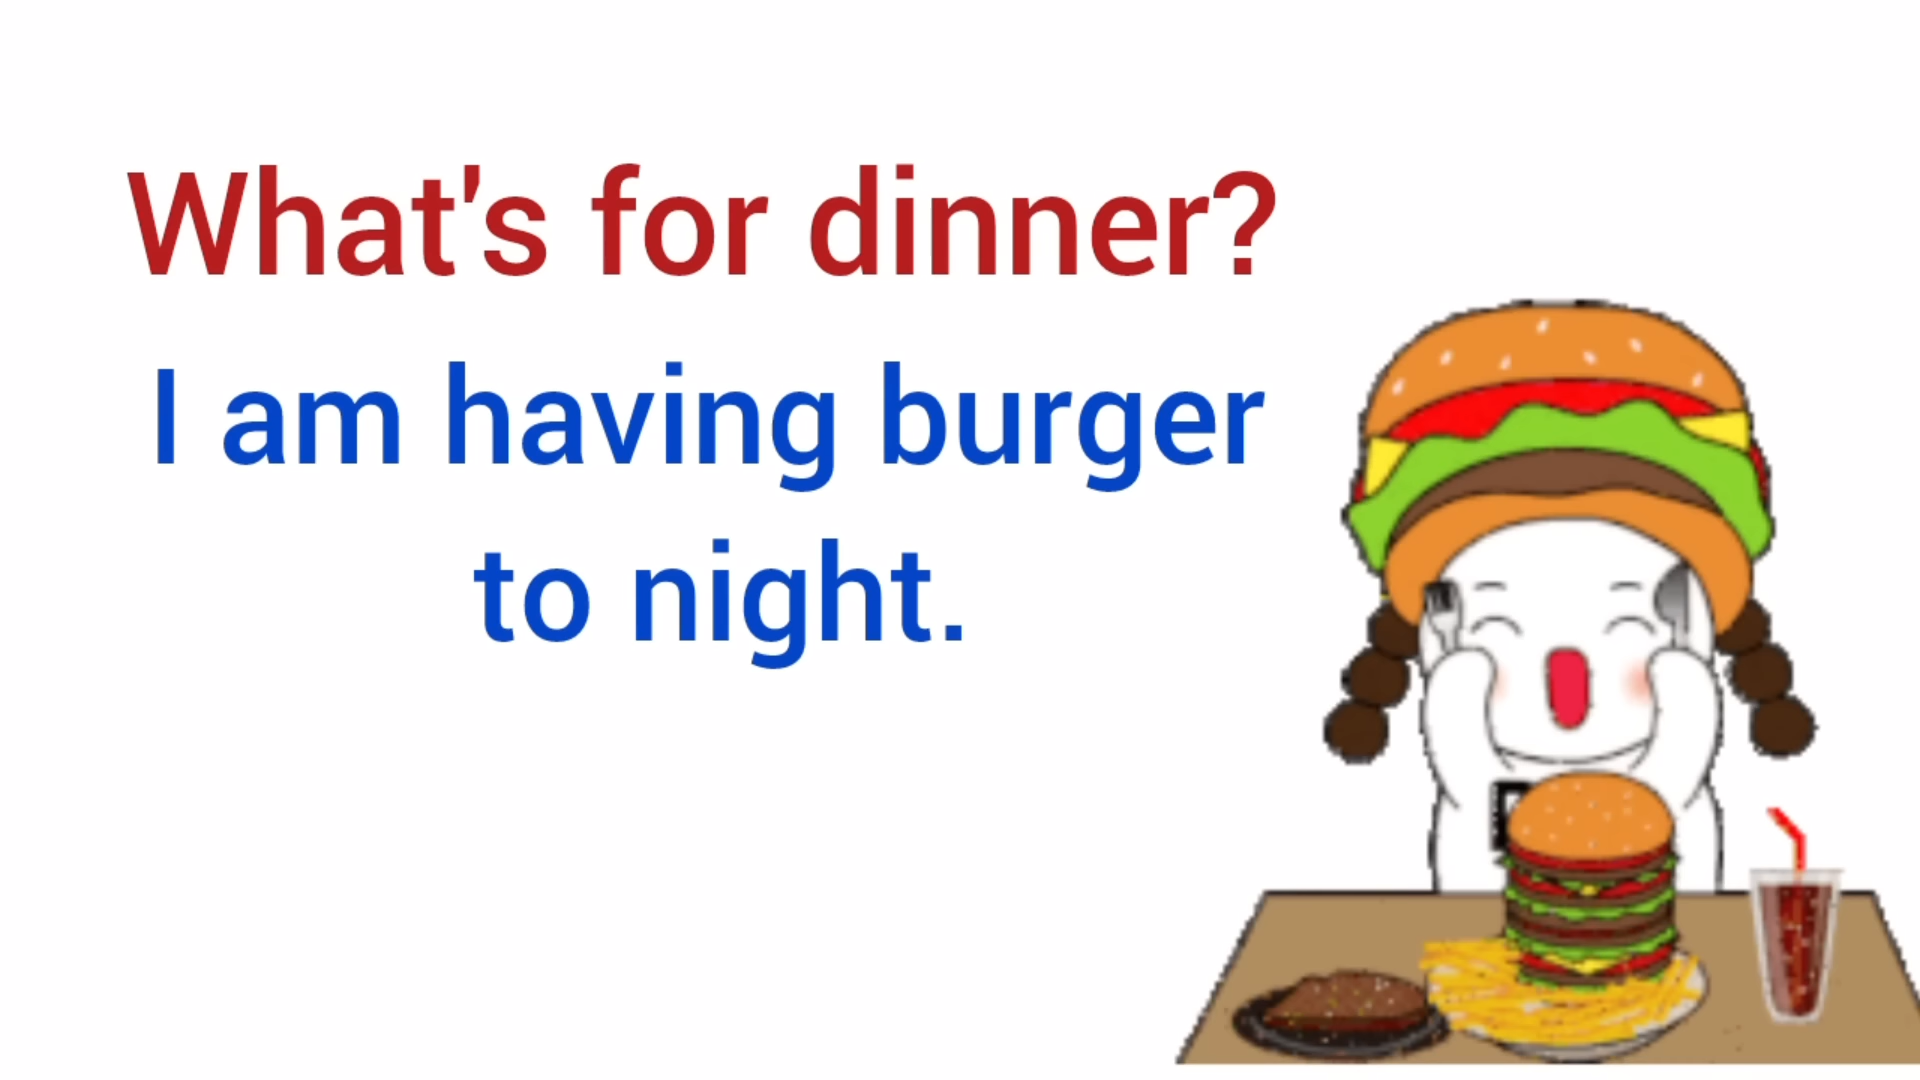 What's for dinner?
I am having burger
to night.